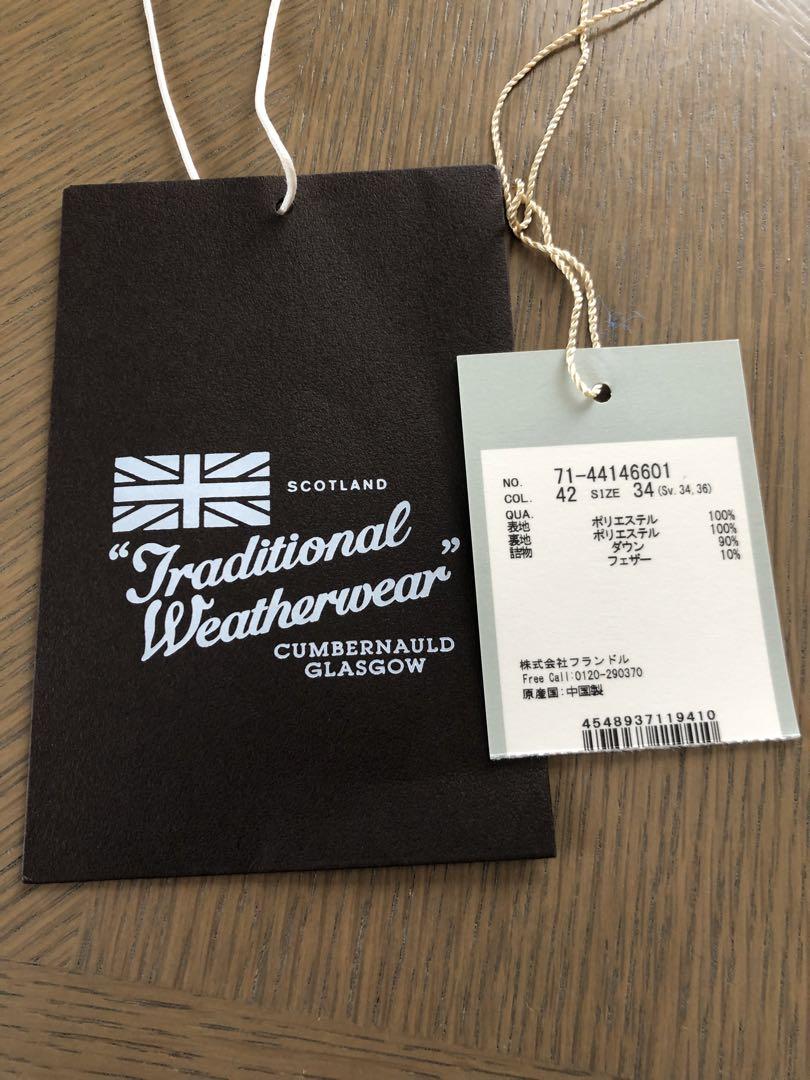 SCOTLAND
“Traditional
Weatherwear”
CUMBERNAULD
GLASGOW
NO. 71-44146601
COL. 42 SIZE 34 (Sv. 34, 36)
QUA.
表地 ポリエステル 100%
裏地 ポリエステル 100%
詰物 ダウン 90%
フェザー 10%
株式会社フランドル
Free Call:0120-290370
原産国:中国製
4548937119410